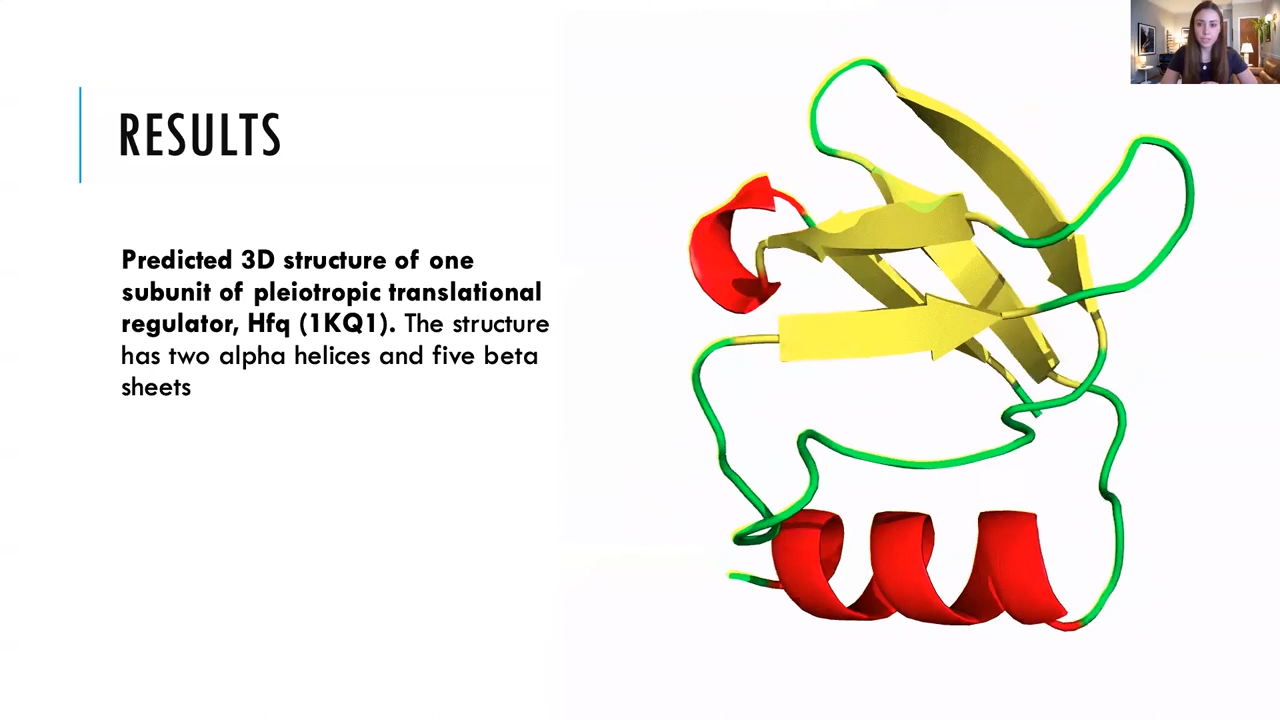 RESULTS
Predicted 3D structure of one
subunit of pleiotropic translational
regulator, Hfq (1KQ1). The structure
has two alpha helices and five beta
sheets